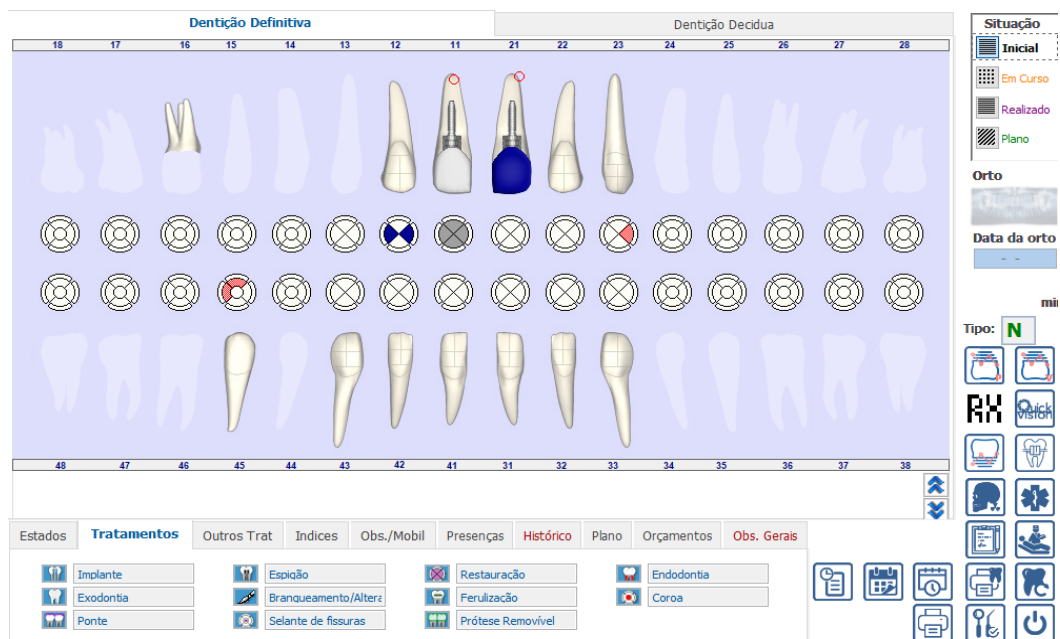 Dentição Definitiva
Dentição Decidua
Situação
18 17 16 15 14 13 12 11 21 22 23 24 25 26 27 28
Inicial
Em Curso
Realizado
Plano
Orto
Data da orto
- -
Tipo: N
RX
Quick vision
48 47 46 45 44 43 42 41 31 32 33 34 35 36 37 38
Estados Tratamentos Outros Trat Indices Obs./Mobil Presenças Histórico Plano Orçamentos Obs. Gerais
Implante Espigão Restauração Endodontia
Exodontia Branqueamento/Altera Ferulização Coroa
Ponte Selante de fissuras Prótese Removível